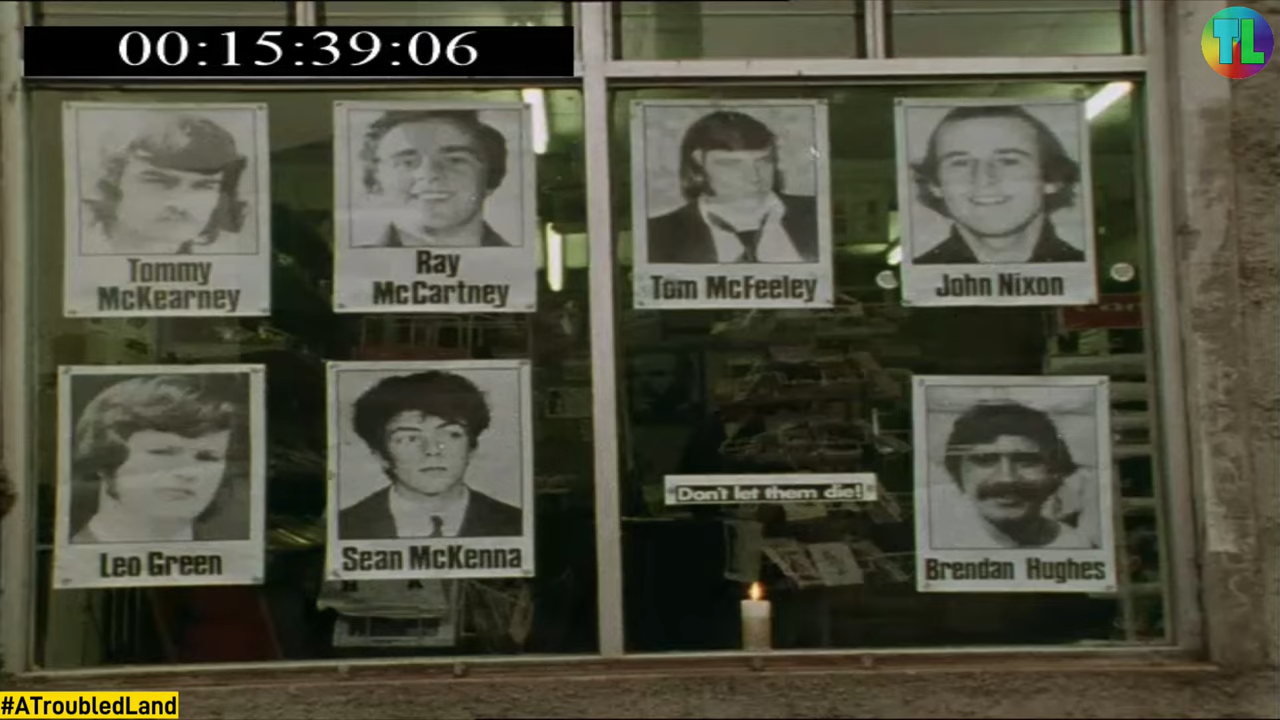 00:15:39:06
TL
Tommy
McKearney
Ray
McCartney
Tom McFeeley
John Nixon
Leo Green
Sean McKenna
Don't let them die!
Brendan Hughes
#ATroubledLand